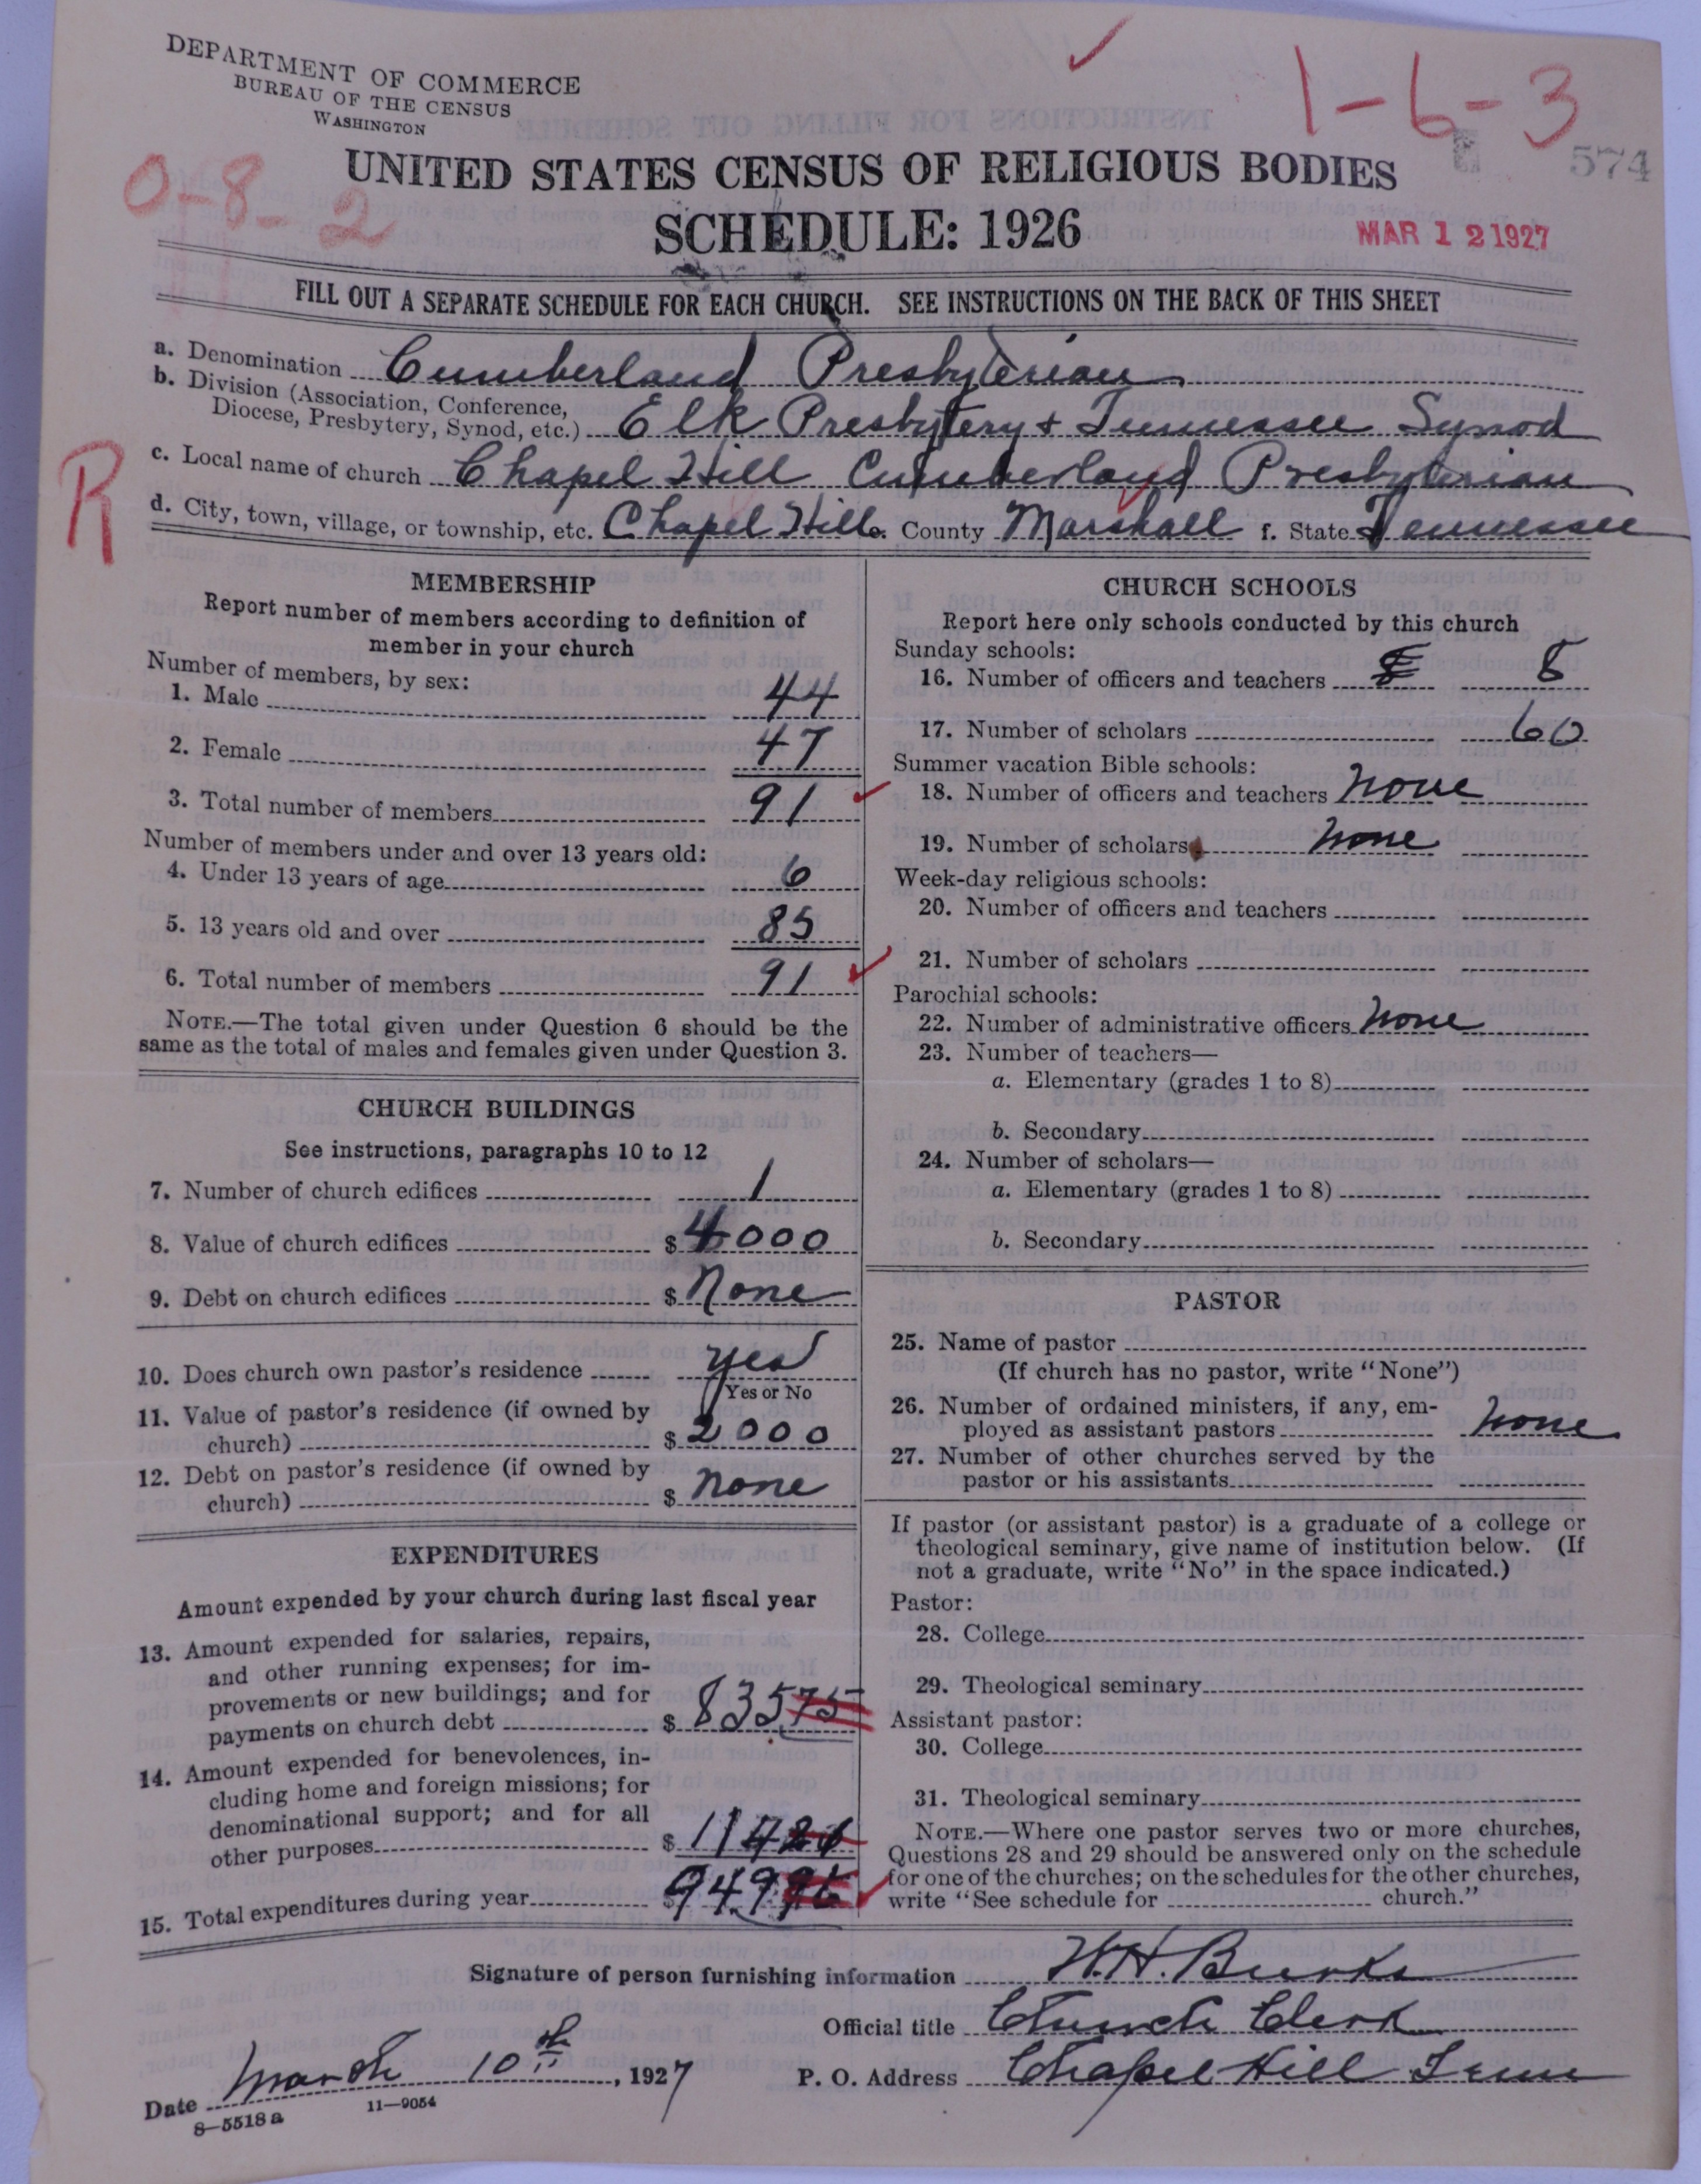 DEPARTMENT OF COMMERCE
BUREAU OF THE CENSUS
WASHINGTON
1-6-3
574
0-8-2
UNITED STATES CENSUS OF RELIGIOUS BODIES
SCHEDULE: 1926
MAR 12 1927
FILL OUT A SEPARATE SCHEDULE FOR EACH CHURCH. SEE INSTRUCTIONS ON THE BACK OF THIS SHEET
a. Denomination Cumberland Presbyterian
b. Division (Association, Conference, Diocese, Presbytery, Synod, etc.) Elk Presbytery & Tennessee Synod
R
c. Local name of church Chapel Hill Cumberland Presbyterian
d. City, town, village, or township, etc. Chapel Hill e. County Marshall f. State Tennessee
MEMBERSHIP
Report number of members according to definition of
member in your church
Number of members, by sex:
1. Male 44
2. Female 47
3. Total number of members 91
Number of members under and over 13 years old:
4. Under 13 years of age 6
5. 13 years old and over 85
6. Total number of members 91
NOTE.—The total given under Question 6 should be the
same as the total of males and females given under Question 3.
CHURCH BUILDINGS
See instructions, paragraphs 10 to 12
7. Number of church edifices 1
8. Value of church edifices $ 4000
9. Debt on church edifices $ None
10. Does church own pastor's residence yes
Yes or No
11. Value of pastor's residence (if owned by
church) $ 2000
12. Debt on pastor's residence (if owned by
church) $ none
EXPENDITURES
Amount expended by your church during last fiscal year
13. Amount expended for salaries, repairs,
and other running expenses; for im-
provements or new buildings; and for
payments on church debt $ 83575
14. Amount expended for benevolences, in-
cluding home and foreign missions; for
denominational support; and for all
other purposes $ 114
15. Total expenditures during year $ 949
CHURCH SCHOOLS
Report here only schools conducted by this church
Sunday schools:
16. Number of officers and teachers 8
17. Number of scholars 60
Summer vacation Bible schools:
18. Number of officers and teachers none
19. Number of scholars none
Week-day religious schools:
20. Number of officers and teachers
21. Number of scholars
Parochial schools:
22. Number of administrative officers none
23. Number of teachers—
a. Elementary (grades 1 to 8)
b. Secondary
24. Number of scholars—
a. Elementary (grades 1 to 8)
b. Secondary
PASTOR
25. Name of pastor
(If church has no pastor, write "None")
26. Number of ordained ministers, if any, em-
ployed as assistant pastors none
27. Number of other churches served by the
pastor or his assistants
If pastor (or assistant pastor) is a graduate of a college or
theological seminary, give name of institution below. (If
not a graduate, write "No" in the space indicated.)
Pastor:
28. College
29. Theological seminary
Assistant pastor:
30. College
31. Theological seminary
NOTE.—Where one pastor serves two or more churches,
Questions 28 and 29 should be answered only on the schedule
for one of the churches; on the schedules for the other churches,
write "See schedule for church."
Signature of person furnishing information W.H. Burks
Official title Church Clerk
Date March 10th, 1927 P. O. Address Chapel Hill Tenn
8—5518 a 11—9054